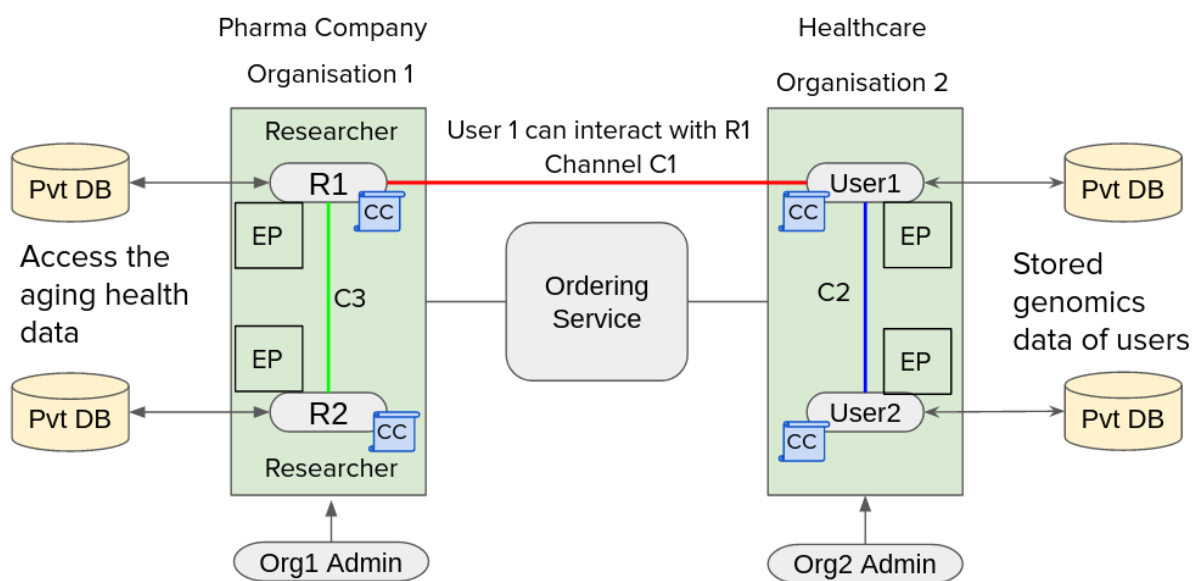 Pharma Company
Healthcare
Organisation 1
Organisation 2
Researcher
User 1 can interact with R1
Channel C1
Pvt DB
R1
User1
Pvt DB
CC
CC
EP
EP
Access the
aging health
data
C3
Ordering
Service
C2
Stored
genomics
data of users
EP
EP
Pvt DB
R2
CC
User2
CC
Pvt DB
Researcher
Org1 Admin
Org2 Admin